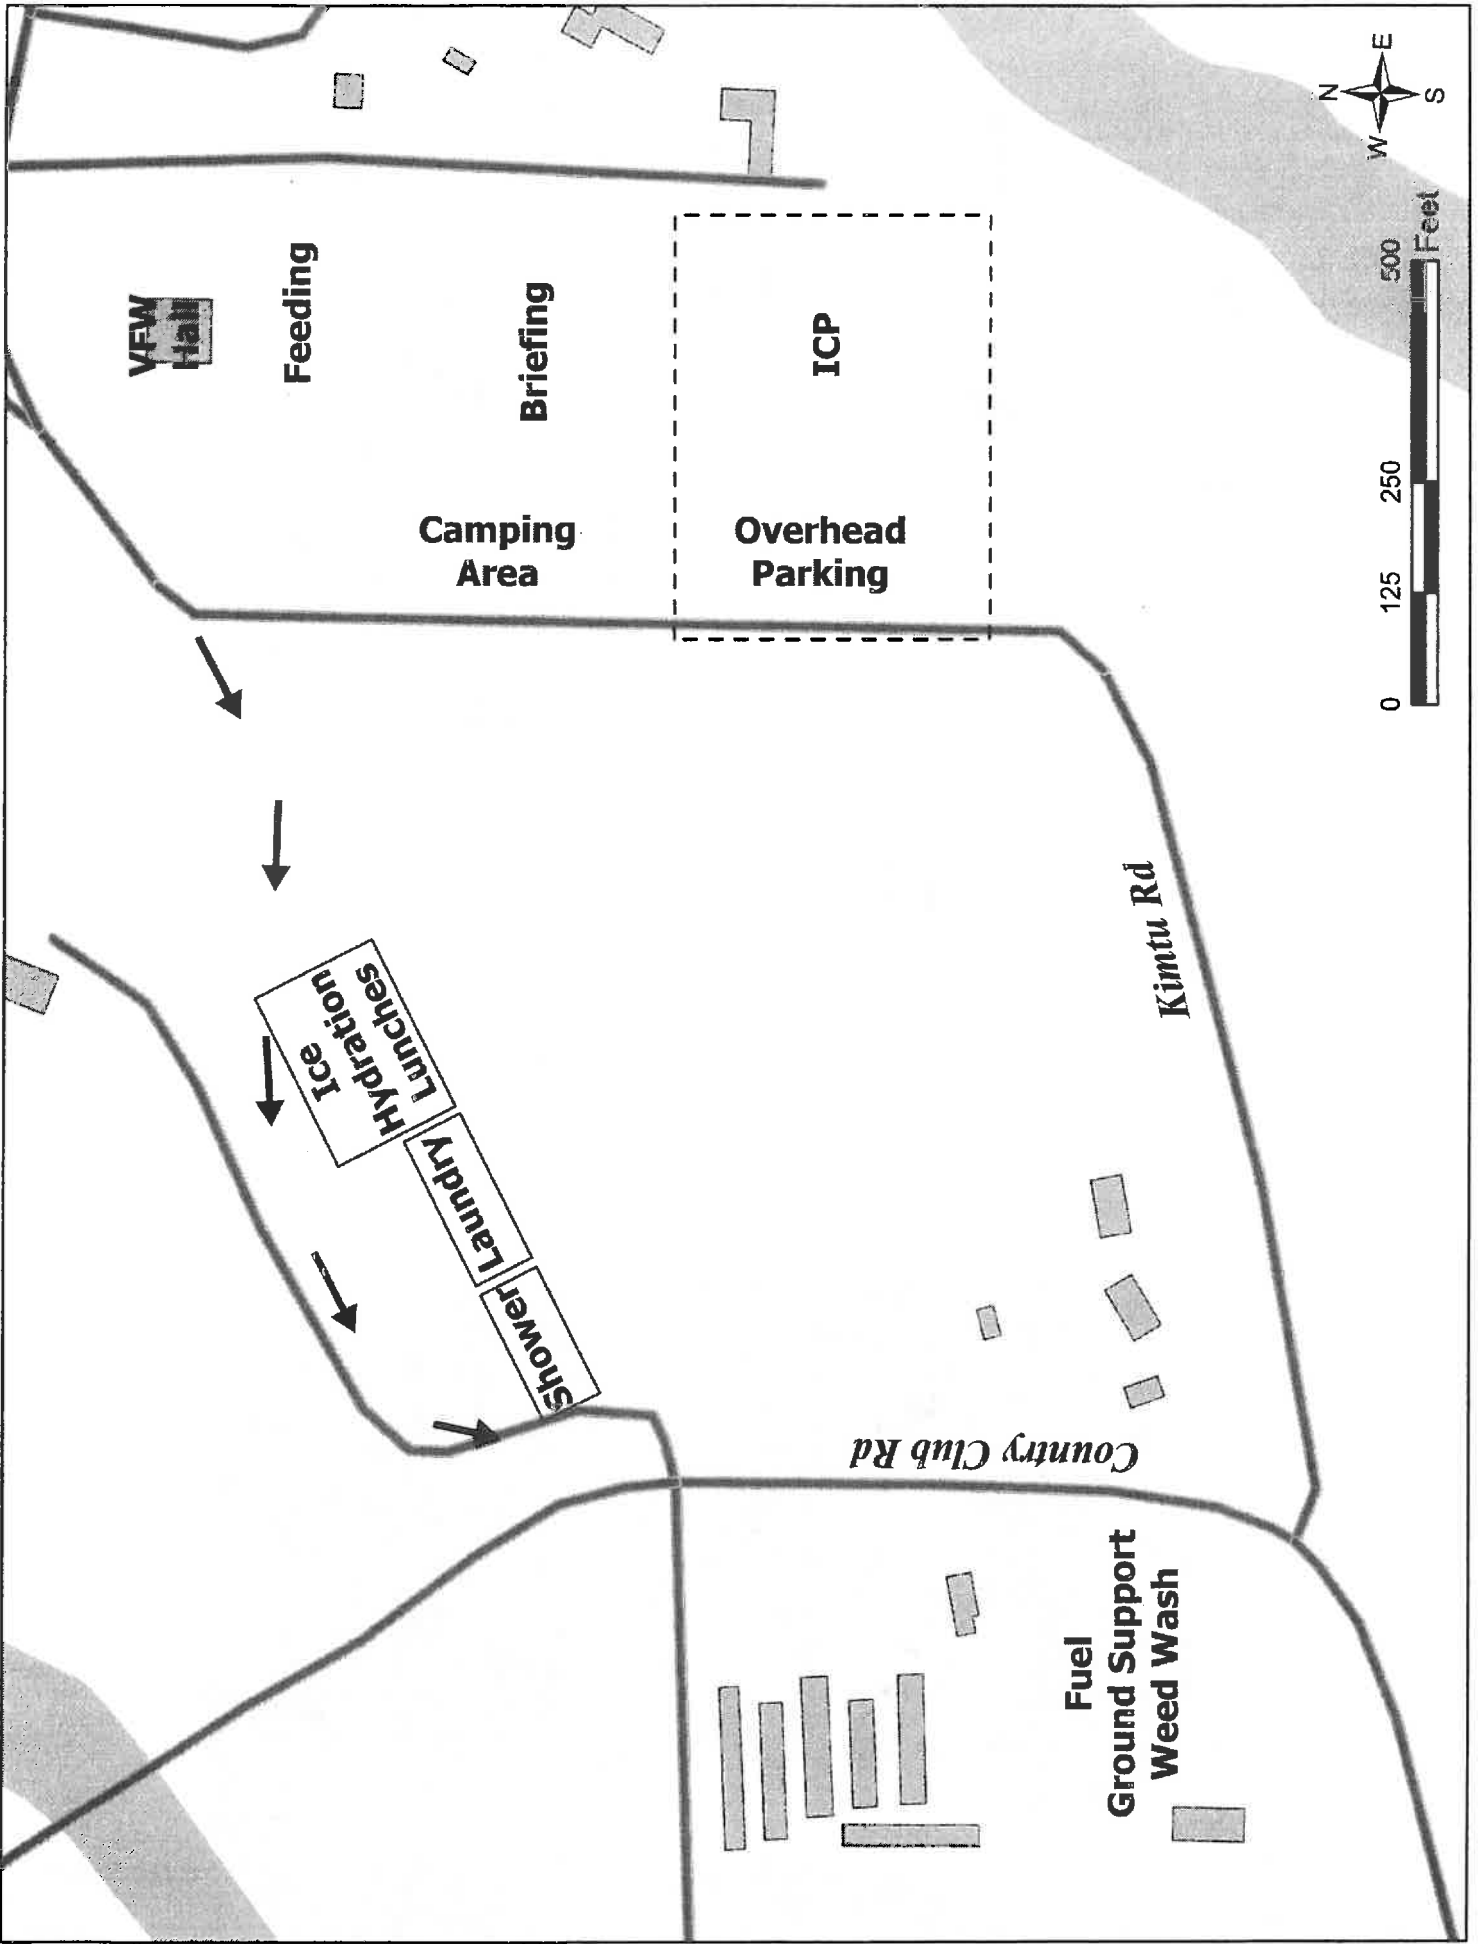 VFW
Hall
Feeding
Briefing
ICP
Camping
Area
Overhead
Parking
N
E
S
W
0
125
250
500
Feet
Ice
Hydration
Lunches
Laundry
Shower
Kimtu Rd
Country Club Rd
Fuel
Ground Support
Weed Wash